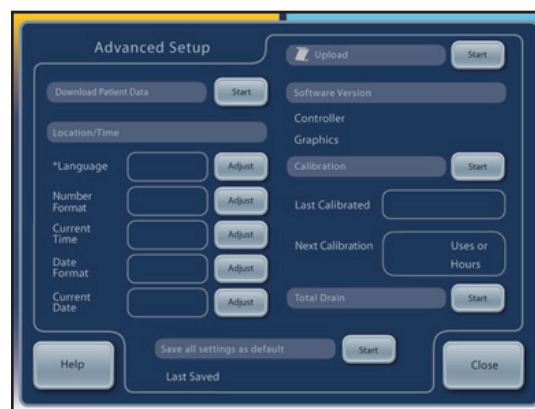 Advanced Setup
Download Patient Data
Start
Location/Time
*Language
Adjust
Number
Format
Adjust
Current
Time
Adjust
Date
Format
Adjust
Current
Date
Adjust
Upload
Start
Software Version
Controller
Graphics
Calibration
Start
Last Calibrated
Next Calibration
Uses or
Hours
Total Drain
Start
Help
Save all settings as default
Start
Last Saved
Close